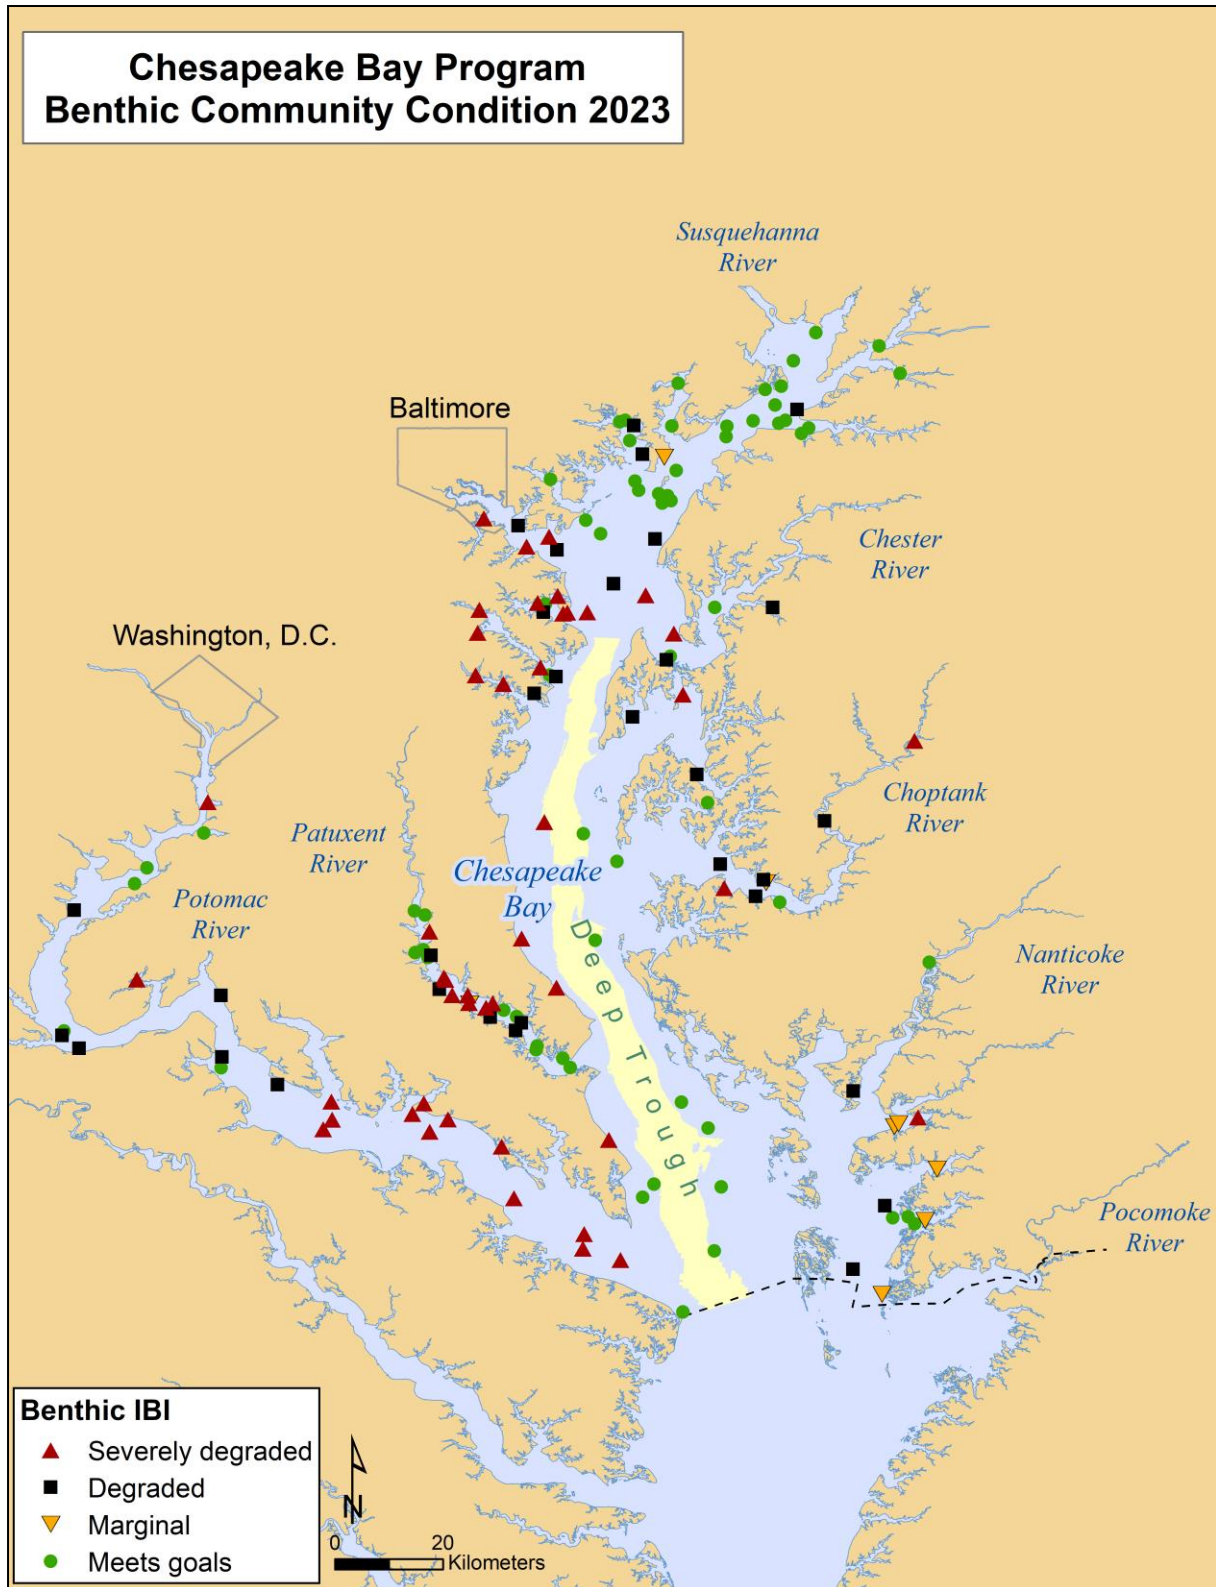 Chesapeake Bay Program
Benthic Community Condition 2023
Susquehanna
River
Baltimore
Chester
River
Washington, D.C.
Choptank
River
Patuxent
River
Chesapeake
Bay
Potomac
River
Deep Trough
Nanticoke
River
Pocomoke
River
Benthic IBI
Severely degraded
Degraded
Marginal
Meets goals
N
0 20
Kilometers